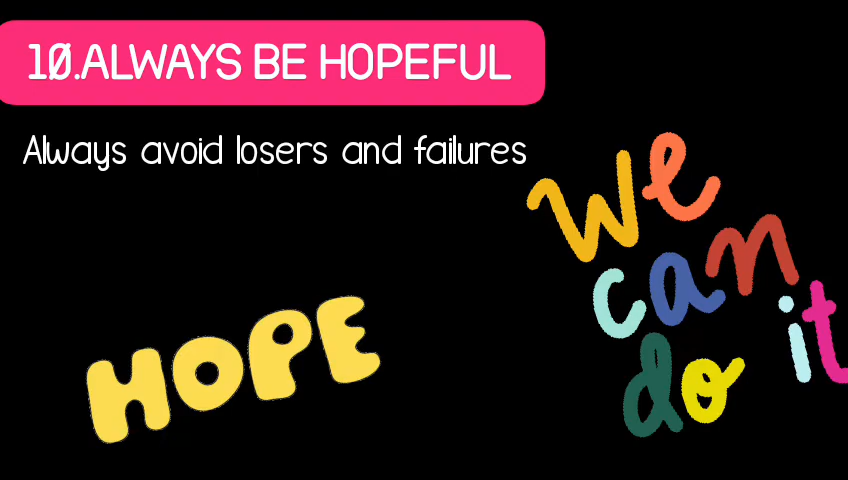 10.ALWAYS BE HOPEFUL
Always avoid losers and failures
We
can
do it
HOPE